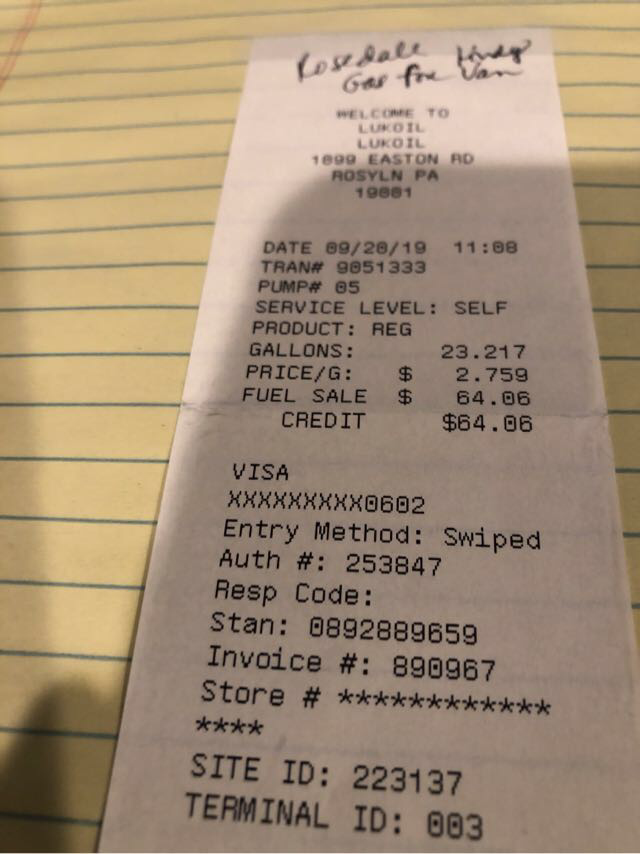 Rosedale
Gas for Van
WELCOME TO
LUKOIL
LUKOIL
1899 EASTON RD
ROSYLN PA
19001
DATE 09/20/19 11:08
TRAN# 9051333
PUMP# 05
SERVICE LEVEL: SELF
PRODUCT: REG
GALLONS: 23.217
PRICE/G: $ 2.759
FUEL SALE $ 64.06
CREDIT $64.06
VISA
XXXXXXXXX0602
Entry Method: Swiped
Auth #: 253847
Resp Code:
Stan: 0892889659
Invoice #: 890967
Store # ************
****
SITE ID: 223137
TERMINAL ID: 003